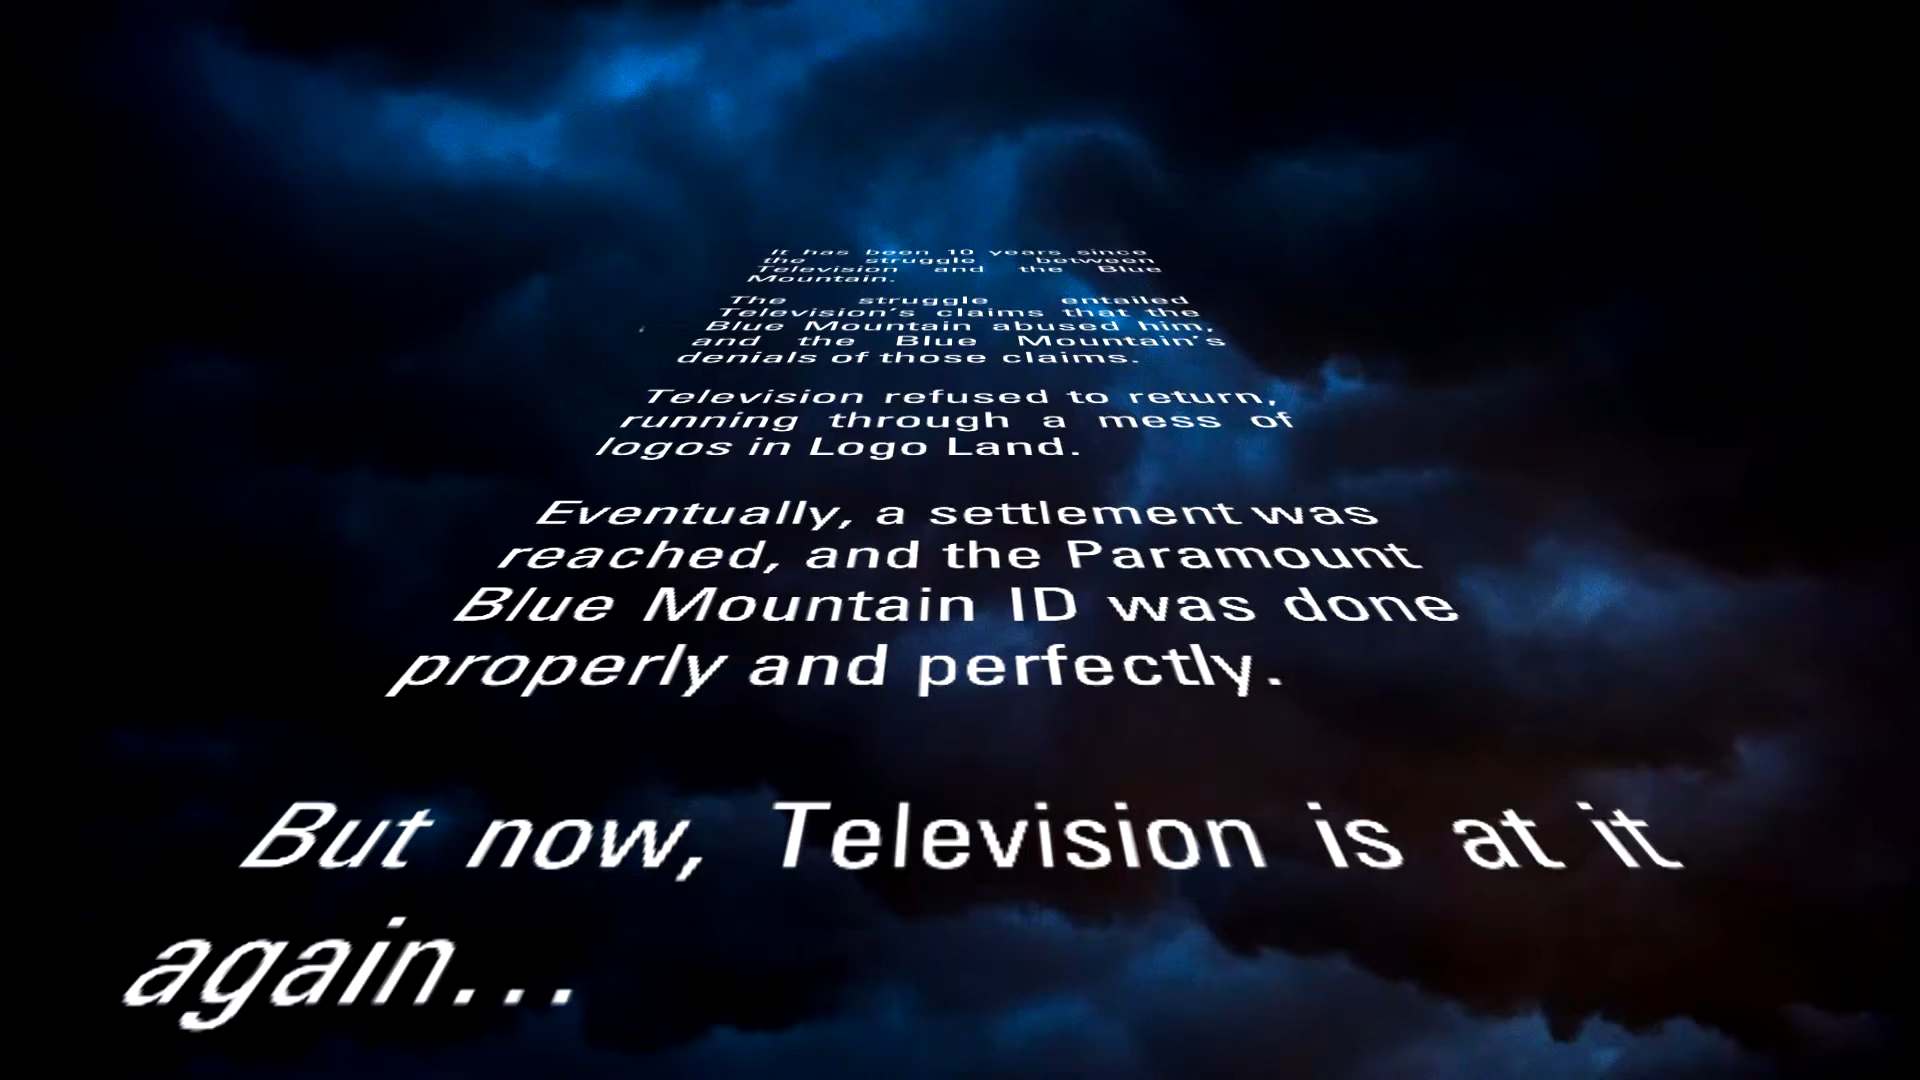 It has been 10 years since
the struggle between
Television and the Blue
Mountain.
The struggle entailed
Television's claims that the
Blue Mountain abused him,
and the Blue Mountain's
denials of those claims.
Television refused to return,
running through a mess of
logos in Logo Land.
Eventually, a settlement was
reached, and the Paramount
Blue Mountain ID was done
properly and perfectly.
But now, Television is at it
again...